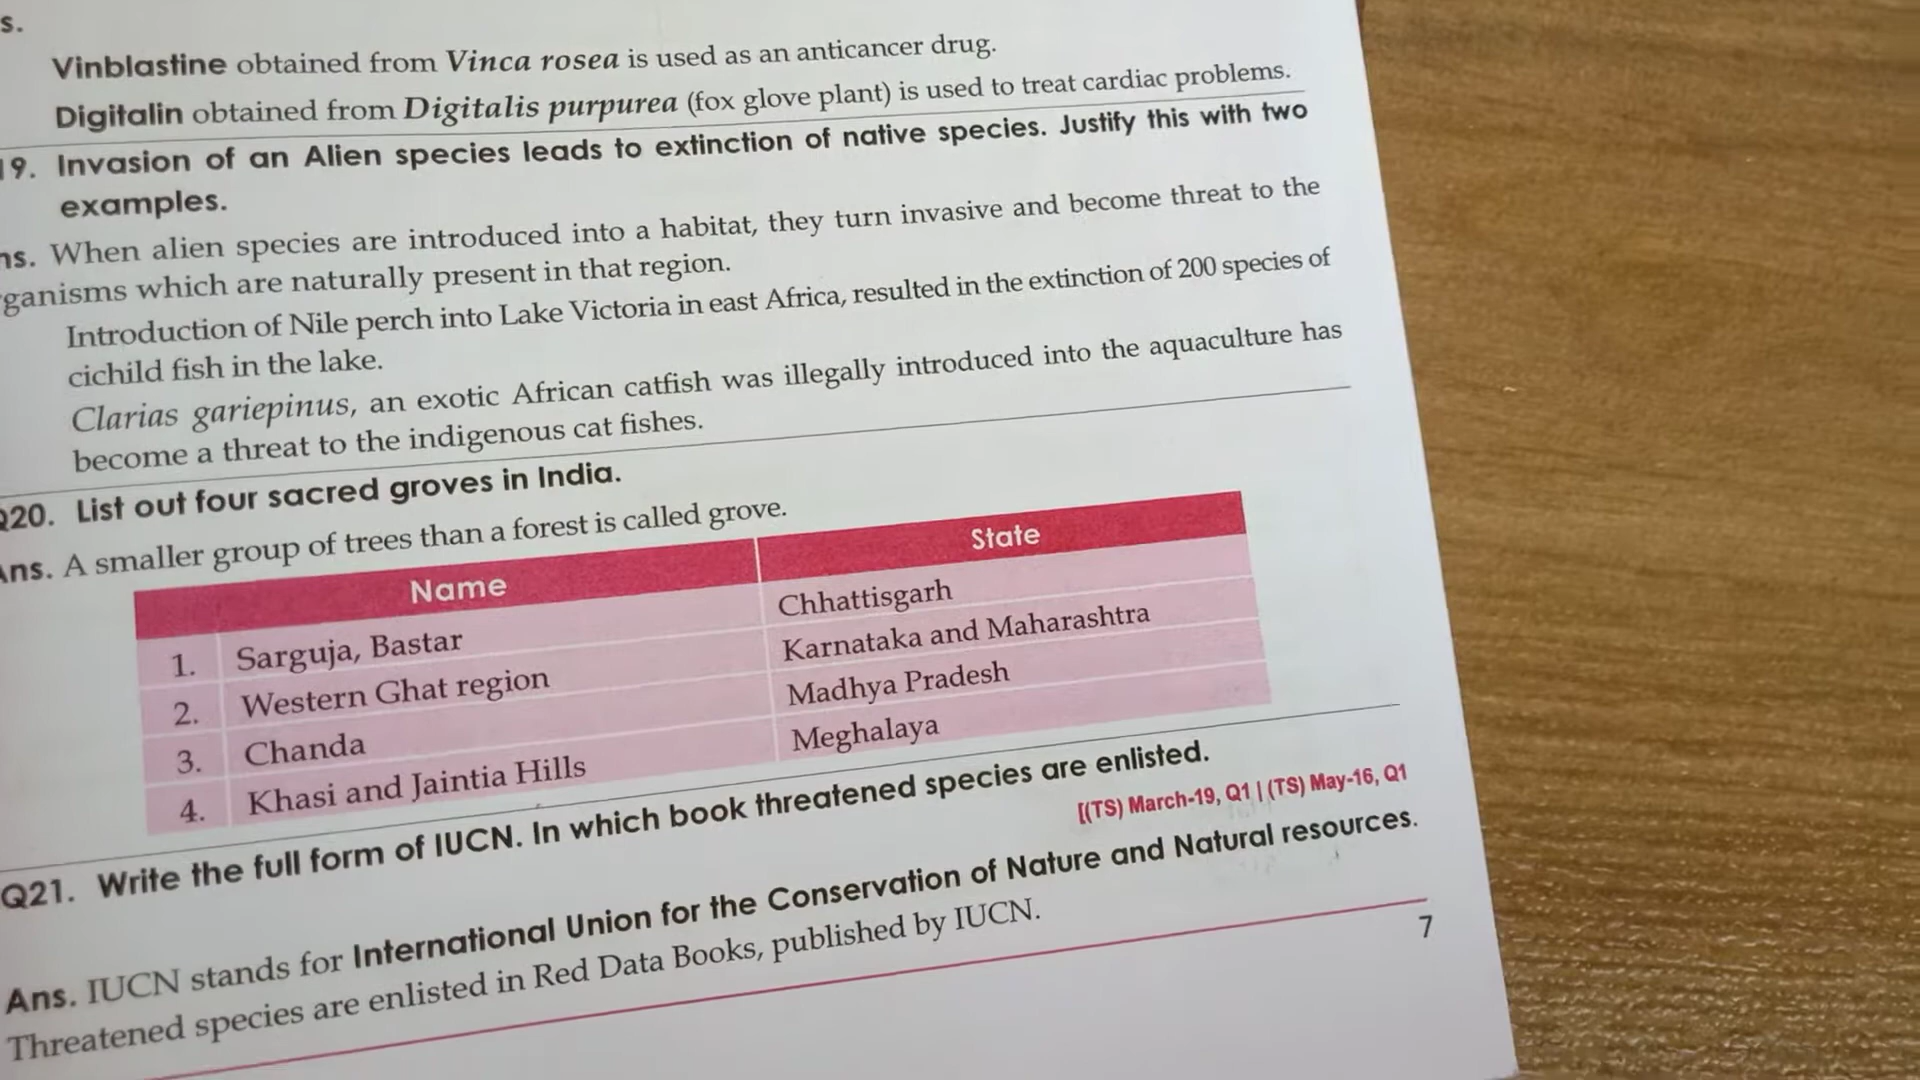 s.
Vinblastine obtained from Vinca rosea is used as an anticancer drug.
Digitalin obtained from Digitalis purpurea (fox glove plant) is used to treat cardiac problems.
19. Invasion of an Alien species leads to extinction of native species. Justify this with two
examples.
ns. When alien species are introduced into a habitat, they turn invasive and become threat to the
ganisms which are naturally present in that region.
Introduction of Nile perch into Lake Victoria in east Africa, resulted in the extinction of 200 species of
cichild fish in the lake.
Clarias gariepinus, an exotic African catfish was illegally introduced into the aquaculture has
become a threat to the indigenous cat fishes.
Q20. List out four sacred groves in India.
Ans. A smaller group of trees than a forest is called grove.
Name State
1. Sarguja, Bastar Chhattisgarh
2. Western Ghat region Karnataka and Maharashtra
3. Chanda Madhya Pradesh
4. Khasi and Jaintia Hills Meghalaya
Q21. Write the full form of IUCN. In which book threatened species are enlisted.
[(TS) March-19, Q1 | (TS) May-16, Q1
Ans. IUCN stands for International Union for the Conservation of Nature and Natural resources.
Threatened species are enlisted in Red Data Books, published by IUCN.
7